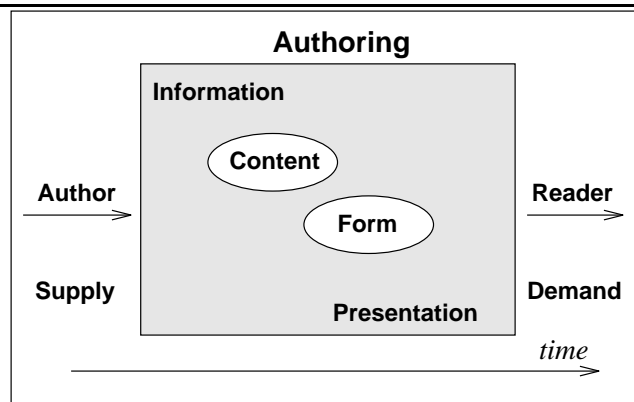 Authoring
Information
Content
Author
Reader
Form
Supply
Demand
Presentation
time